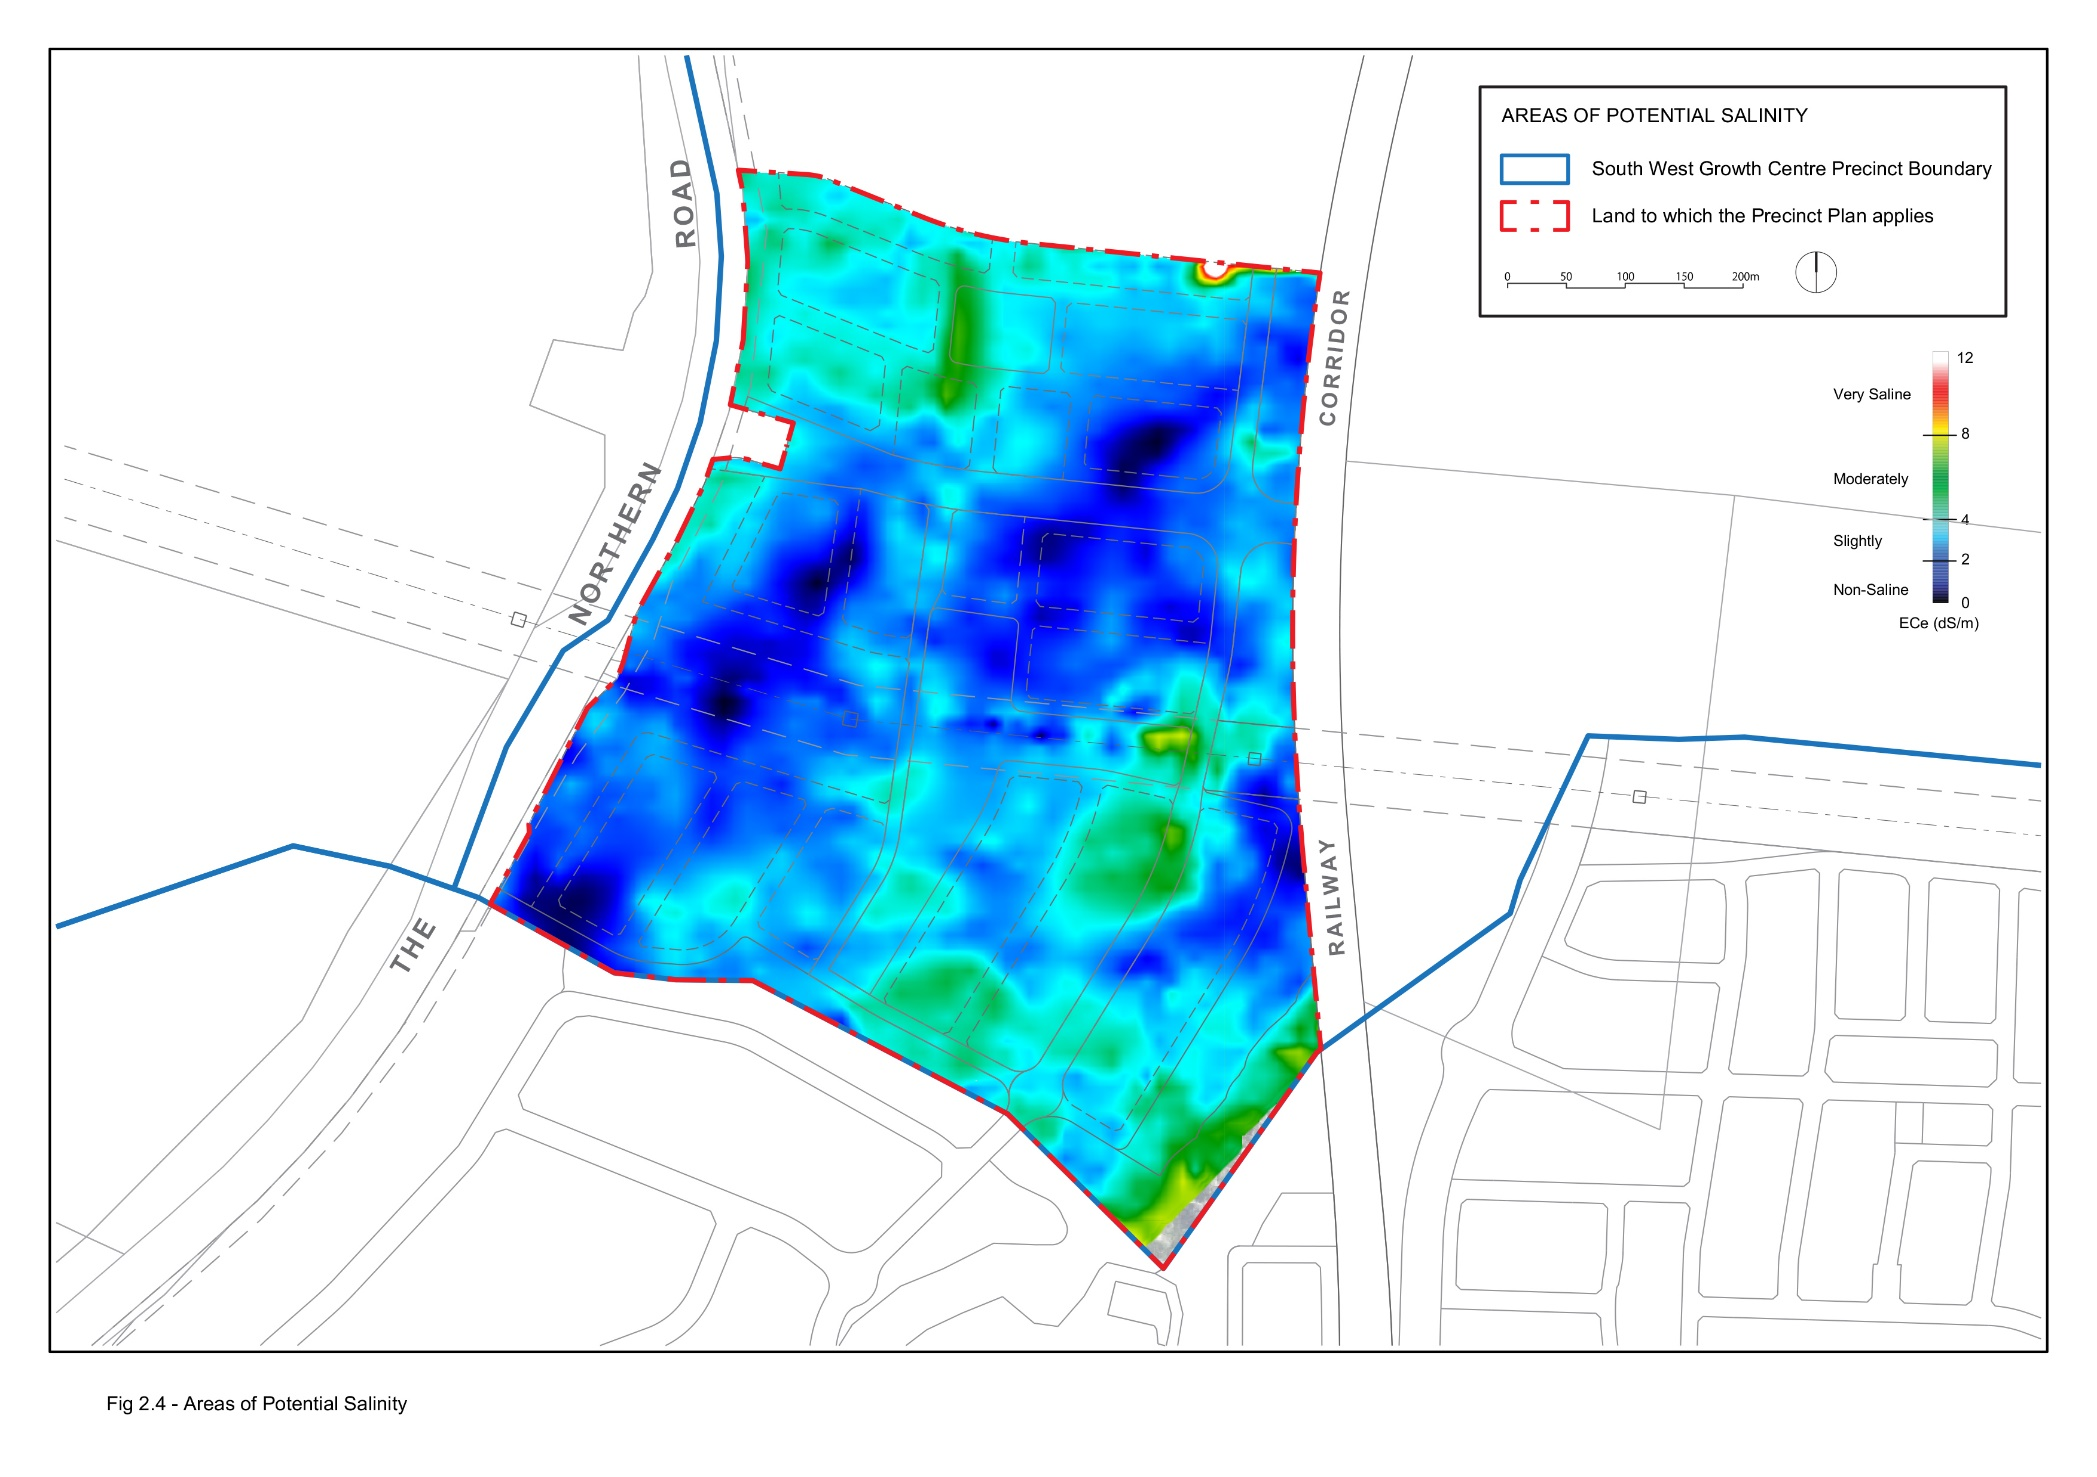 AREAS OF POTENTIAL SALINITY
South West Growth Centre Precinct Boundary
Land to which the Precinct Plan applies
0 50 100 150 200m
12
Very Saline
8
Moderately
4
Slightly
2
Non-Saline
0
ECe (dS/m)
THE NORTHERN ROAD
RAILWAY CORRIDOR
Fig 2.4 - Areas of Potential Salinity